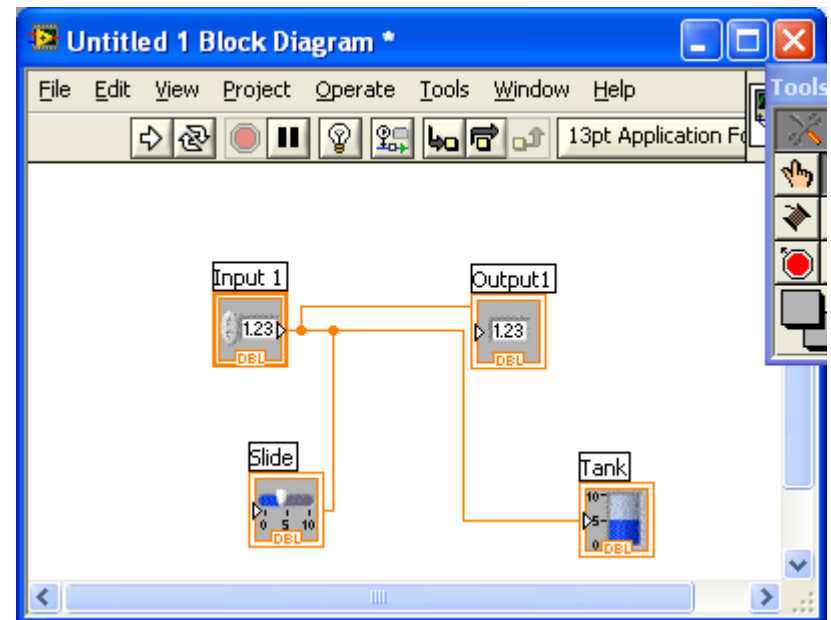 Untitled 1 Block Diagram *
File Edit View Project Operate Tools Window Help
Tools
13pt Application Fo
Input 1
1.23
DBL
Output1
1.23
DBL
Slide
0 5 10
DBL
Tank
10
5
0
DBL